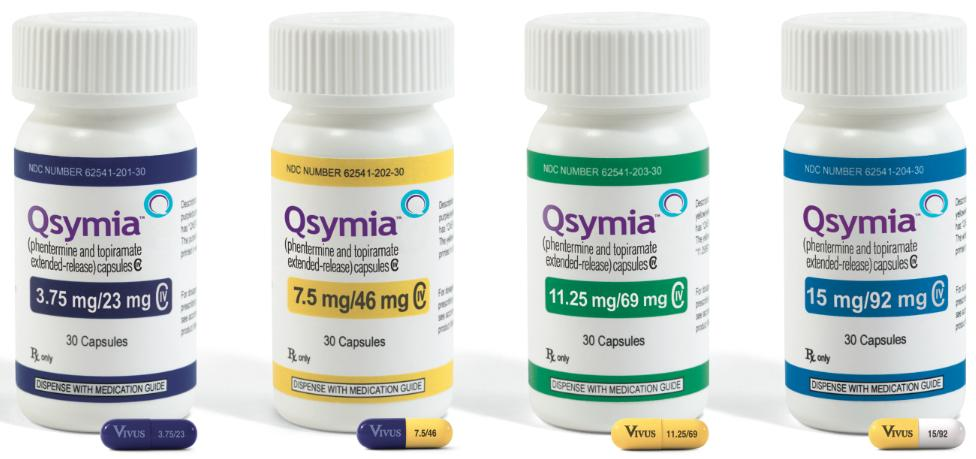 NDC NUMBER 62541-201-30
Qsymia™
(phentermine and topiramate
extended-release) capsules CIV
3.75 mg/23 mg CIV
30 Capsules
Rx only
DISPENSE WITH MEDICATION GUIDE
VIVUS 3.75/23
NDC NUMBER 62541-202-30
Qsymia™
(phentermine and topiramate
extended-release) capsules CIV
7.5 mg/46 mg CIV
30 Capsules
Rx only
DISPENSE WITH MEDICATION GUIDE
VIVUS 7.5/46
NDC NUMBER 62541-203-30
Qsymia™
(phentermine and topiramate
extended-release) capsules CIV
11.25 mg/69 mg CIV
30 Capsules
Rx only
DISPENSE WITH MEDICATION GUIDE
VIVUS 11.25/69
NDC NUMBER 62541-204-30
Qsymia™
(phentermine and topiramate
extended-release) capsules CIV
15 mg/92 mg CIV
30 Capsules
Rx only
DISPENSE WITH MEDICATION GUIDE
VIVUS 15/92